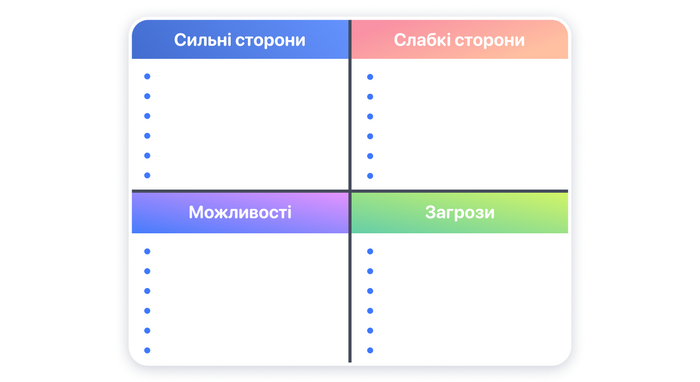 Сильні сторони
Слабкі сторони
Можливості
Загрози